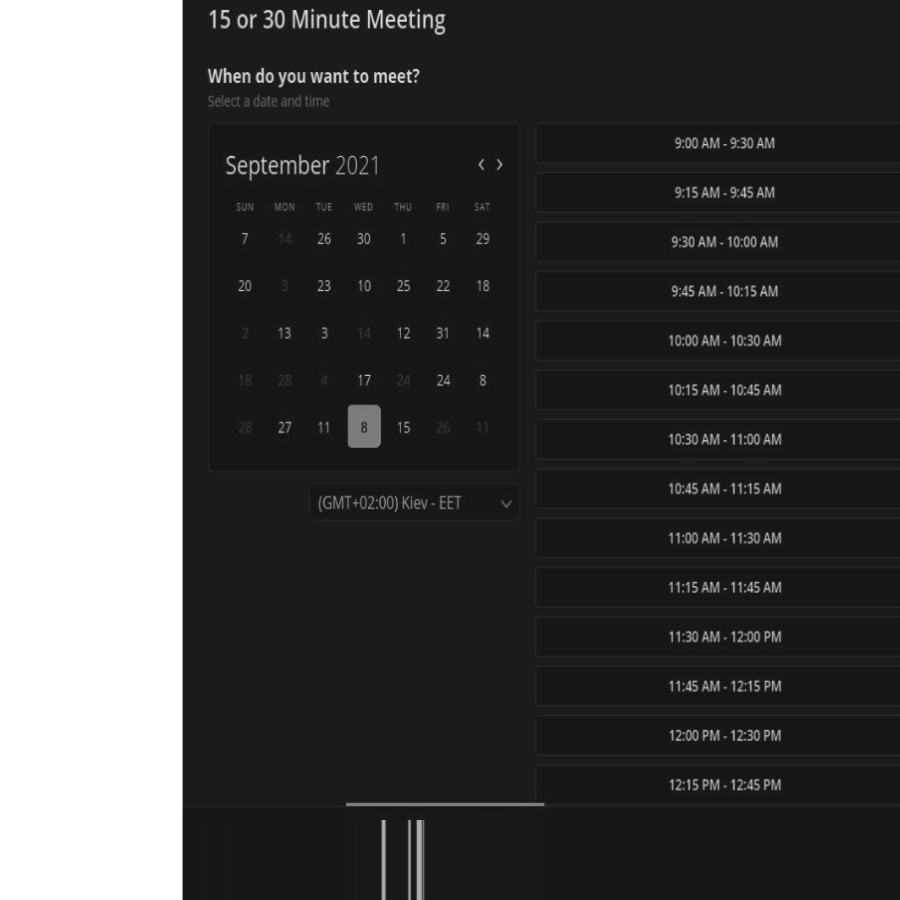 15 or 30 Minute Meeting
When do you want to meet?
Select a date and time
September 2021
SUN MON TUE WED THU FRI SAT
7 14 26 30 1 5 29
20 3 23 10 25 22 18
2 13 3 14 12 31 14
18 28 4 17 24 24 8
28 27 11 8 15 26 11
(GMT+02:00) Kiev - EET
9:00 AM - 9:30 AM
9:15 AM - 9:45 AM
9:30 AM - 10:00 AM
9:45 AM - 10:15 AM
10:00 AM - 10:30 AM
10:15 AM - 10:45 AM
10:30 AM - 11:00 AM
10:45 AM - 11:15 AM
11:00 AM - 11:30 AM
11:15 AM - 11:45 AM
11:30 AM - 12:00 PM
11:45 AM - 12:15 PM
12:00 PM - 12:30 PM
12:15 PM - 12:45 PM